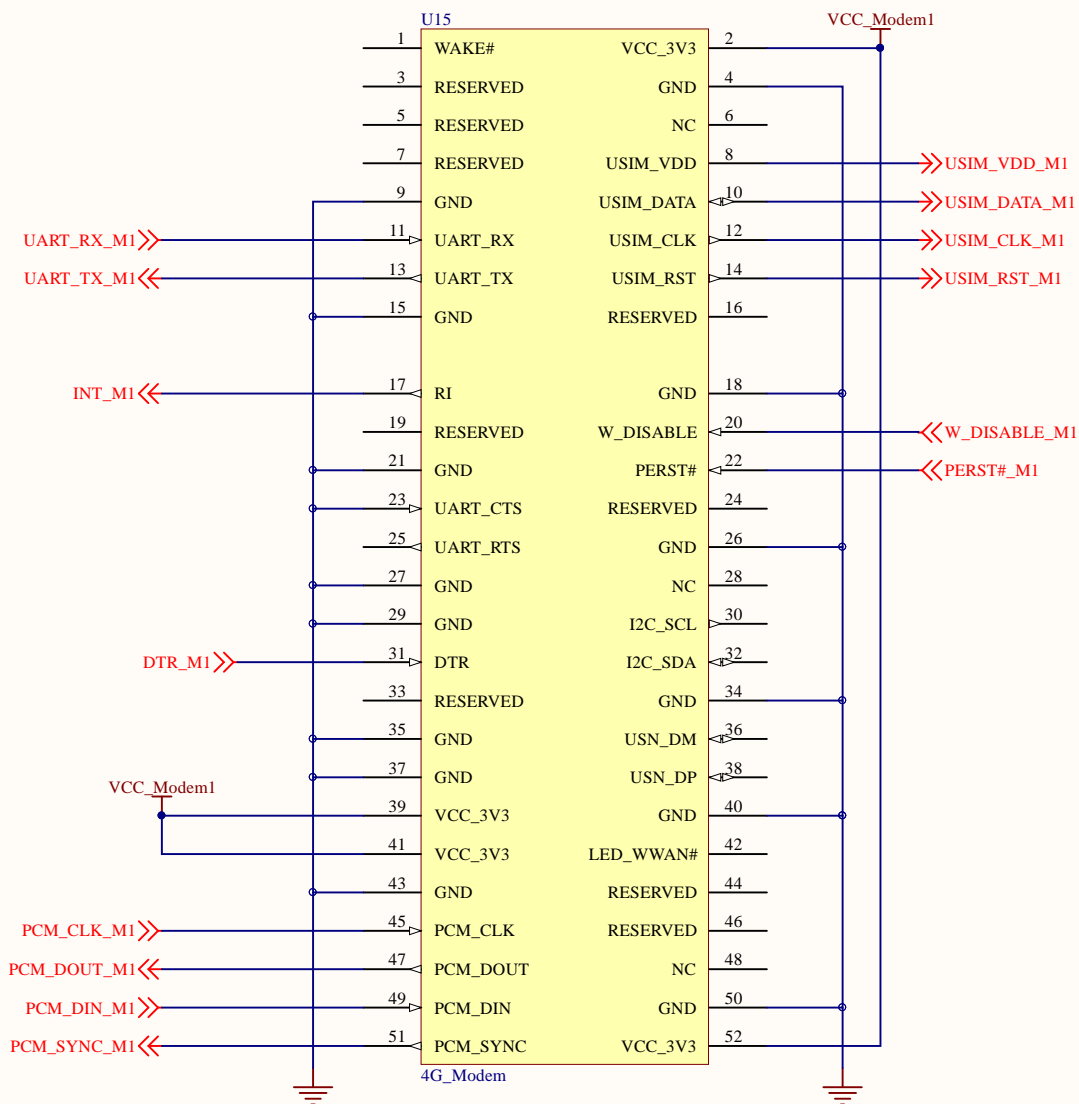 U15 VCC_Modem1
1 WAKE# VCC_3V3 2
3 RESERVED GND 4
5 RESERVED NC 6
7 RESERVED USIM_VDD 8 USIM_VDD_M1
9 GND USIM_DATA 10 USIM_DATA_M1
UART_RX_M1 11 UART_RX USIM_CLK 12 USIM_CLK_M1
UART_TX_M1 13 UART_TX USIM_RST 14 USIM_RST_M1
15 GND RESERVED 16
INT_M1 17 RI GND 18
19 RESERVED W_DISABLE 20 W_DISABLE_M1
21 GND PERST# 22 PERST#_M1
23 UART_CTS RESERVED 24
25 UART_RTS GND 26
27 GND NC 28
29 GND I2C_SCL 30
DTR_M1 31 DTR I2C_SDA 32
33 RESERVED GND 34
35 GND USN_DM 36
37 GND USN_DP 38
VCC_Modem1
39 VCC_3V3 GND 40
41 VCC_3V3 LED_WWAN# 42
43 GND RESERVED 44
PCM_CLK_M1 45 PCM_CLK RESERVED 46
PCM_DOUT_M1 47 PCM_DOUT NC 48
PCM_DIN_M1 49 PCM_DIN GND 50
PCM_SYNC_M1 51 PCM_SYNC VCC_3V3 52
4G_Modem